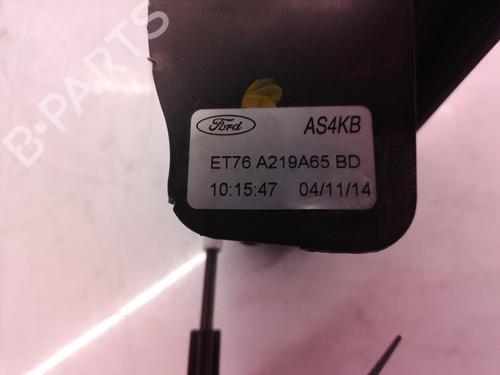 B-PARTS
Ford AS4KB
ET76 A219A65 BD
10:15:47 04/11/14